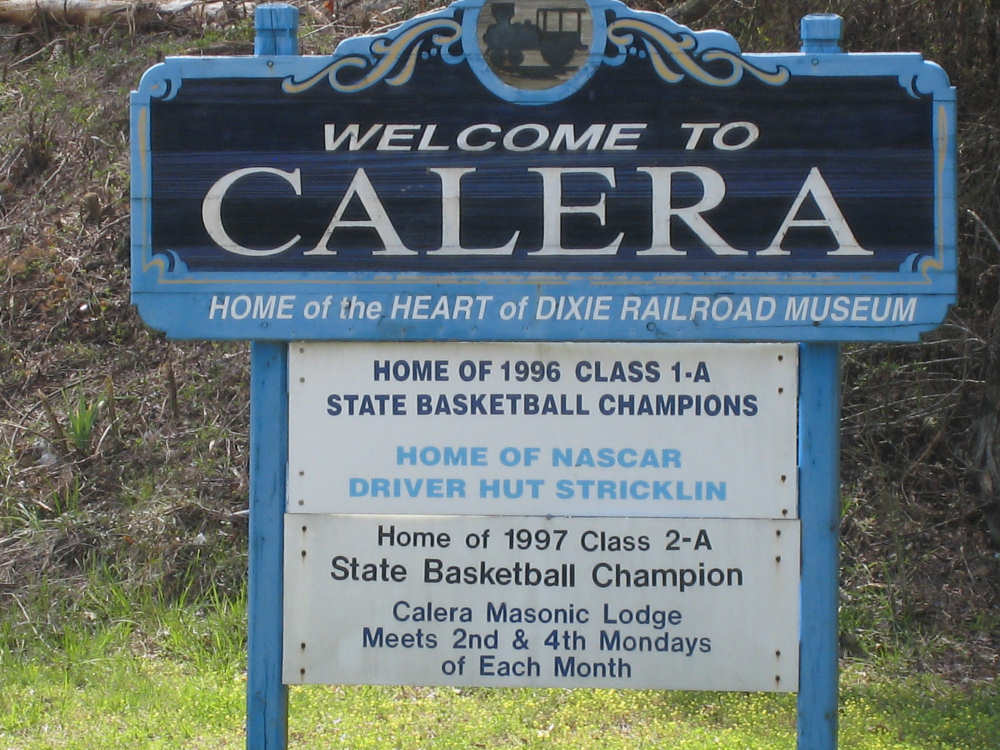 WELCOME TO
CALERA
HOME of the HEART of DIXIE RAILROAD MUSEUM
HOME OF 1996 CLASS 1-A
STATE BASKETBALL CHAMPIONS
HOME OF NASCAR
DRIVER HUT STRICKLIN
Home of 1997 Class 2-A
State Basketball Champion
Calera Masonic Lodge
Meets 2nd & 4th Mondays
of Each Month